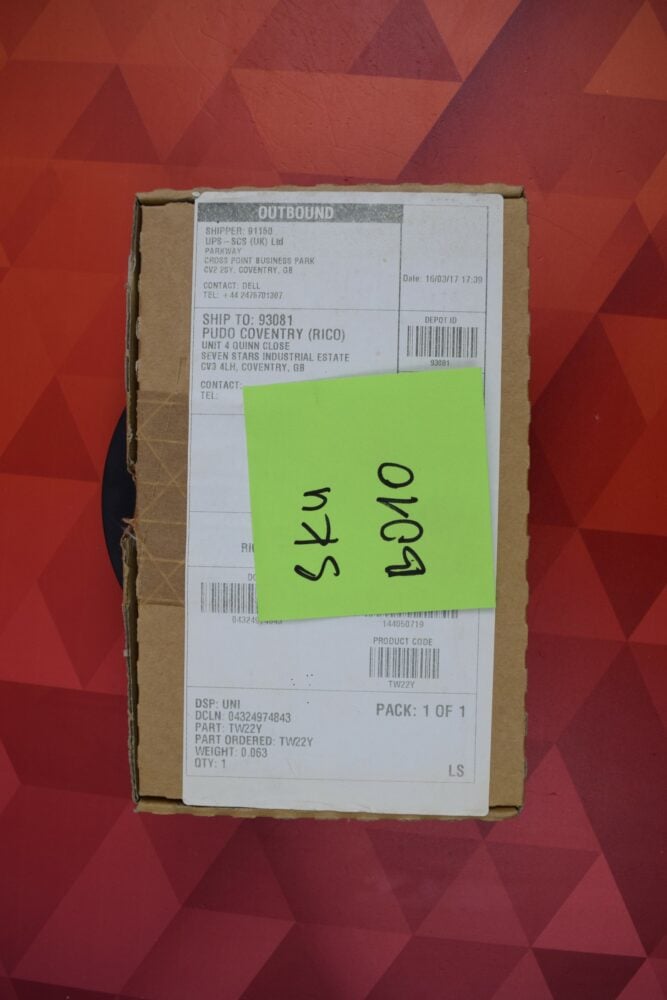 OUTBOUND
SHIPPER: 91150
UPS - SCS (UK) Ltd
PARKWAY
CROSS POINT BUSINESS PARK
CV2 2SY, COVENTRY, GB
CONTACT: DELL
TEL: +44 2476701307
Date: 16/03/17 17:39
SHIP TO: 93081
PUDO COVENTRY (RICO)
UNIT 4 QUINN CLOSE
SEVEN STARS INDUSTRIAL ESTATE
CV3 4LH, COVENTRY, GB
CONTACT:
TEL:
DEPOT ID
93081
SKU
6010
144050719
PRODUCT CODE
TW22Y
DSP: UNI
DCLN: 04324974843
PART: TW22Y
PART ORDERED: TW22Y
WEIGHT: 0.063
QTY: 1
PACK: 1 OF 1
LS